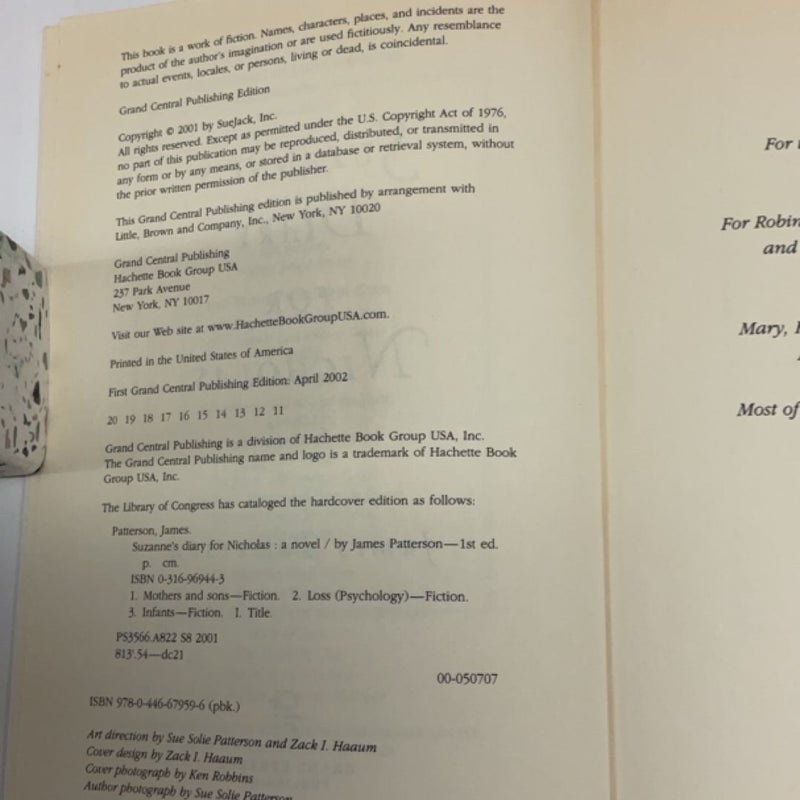 This book is a work of fiction. Names, characters, places, and incidents are the
product of the author's imagination or are used fictitiously. Any resemblance
to actual events, locales, or persons, living or dead, is coincidental.
Grand Central Publishing Edition
Copyright © 2001 by SueJack, Inc.
All rights reserved. Except as permitted under the U.S. Copyright Act of 1976,
no part of this publication may be reproduced, distributed, or transmitted in
any form or by any means, or stored in a database or retrieval system, without
the prior written permission of the publisher.
This Grand Central Publishing edition is published by arrangement with
Little, Brown and Company, Inc., New York, NY 10020
Grand Central Publishing
Hachette Book Group USA
237 Park Avenue
New York, NY 10017
Visit our Web site at www.HachetteBookGroupUSA.com.
Printed in the United States of America
First Grand Central Publishing Edition: April 2002
20 19 18 17 16 15 14 13 12 11
Grand Central Publishing is a division of Hachette Book Group USA, Inc.
The Grand Central Publishing name and logo is a trademark of Hachette Book
Group USA, Inc.
The Library of Congress has cataloged the hardcover edition as follows:
Patterson, James.
Suzanne's diary for Nicholas : a novel / by James Patterson—1st ed.
p. cm.
ISBN 0-316-96944-3
1. Mothers and sons—Fiction. 2. Loss (Psychology)—Fiction.
3. Infants—Fiction. I. Title.
PS3566.A822 S8 2001
813'.54—dc21
00-050707
ISBN 978-0-446-67959-6 (pbk.)
Art direction by Sue Solie Patterson and Zack I. Haaum
Cover design by Zack I. Haaum
Cover photograph by Ken Robbins
Author photograph by Sue Solie Patterson
For
For Robin
and
Mary,
Most of